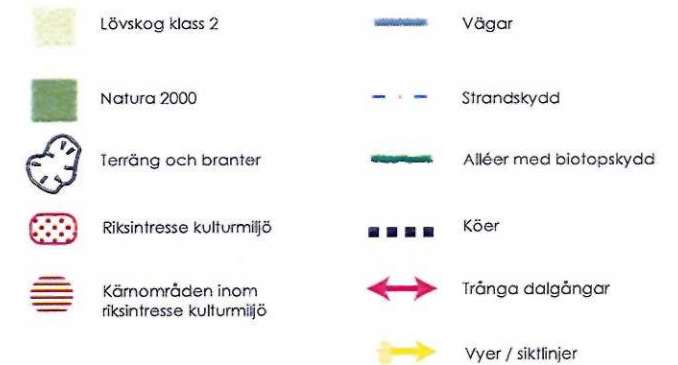 Lövskog klass 2
Natura 2000
Terräng och branter
Riksintresse kulturmiljö
Kärnområden inom
riksintresse kulturmiljö
Vägar
Strandskydd
Alléer med biotopskydd
Köer
Trånga dalgångar
Vyer / siktlinjer